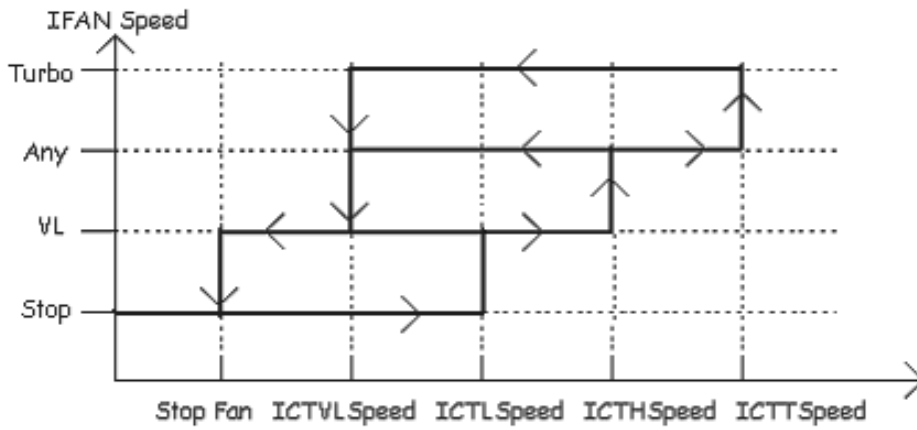 IFAN Speed
Turbo
Any
VL
Stop
Stop Fan ICTVLSpeed ICTLSpeed ICTHSpeed ICTTSpeed